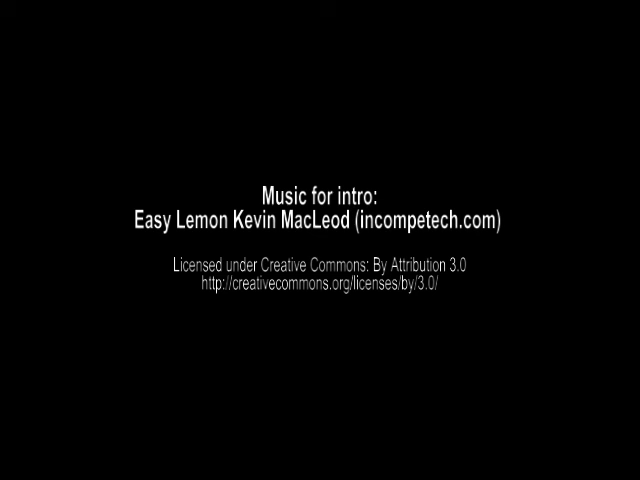 Music for intro:
Easy Lemon Kevin MacLeod (incompetech.com)
Licensed under Creative Commons: By Attribution 3.0
http://creativecommons.org/licenses/by/3.0/